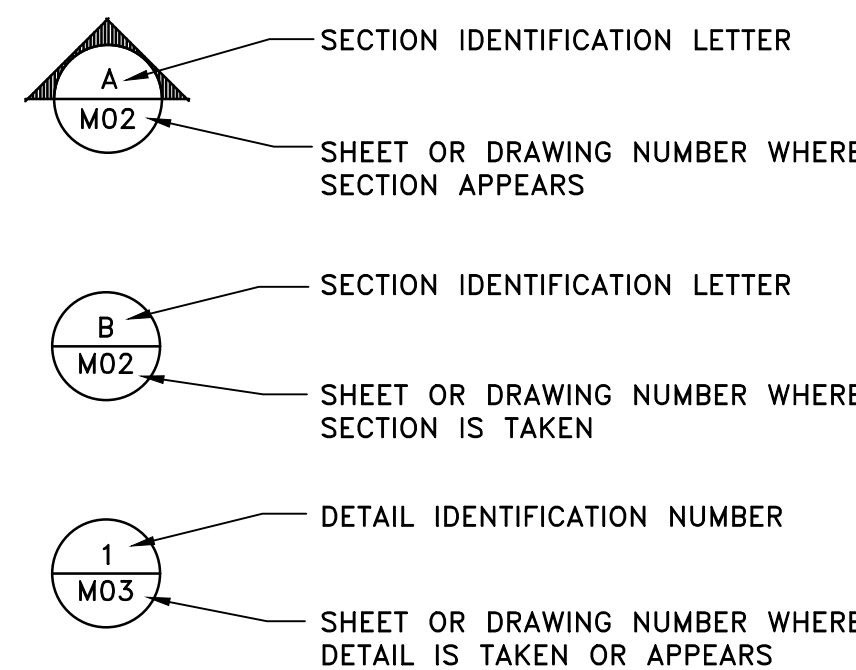 A
M02
SECTION IDENTIFICATION LETTER
SHEET OR DRAWING NUMBER WHERE
SECTION APPEARS
B
M02
SECTION IDENTIFICATION LETTER
SHEET OR DRAWING NUMBER WHERE
SECTION IS TAKEN
1
M03
DETAIL IDENTIFICATION NUMBER
SHEET OR DRAWING NUMBER WHERE
DETAIL IS TAKEN OR APPEARS